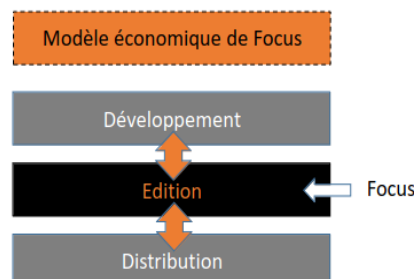 Modèle économique de Focus
Développement
Edition
Focus
Distribution